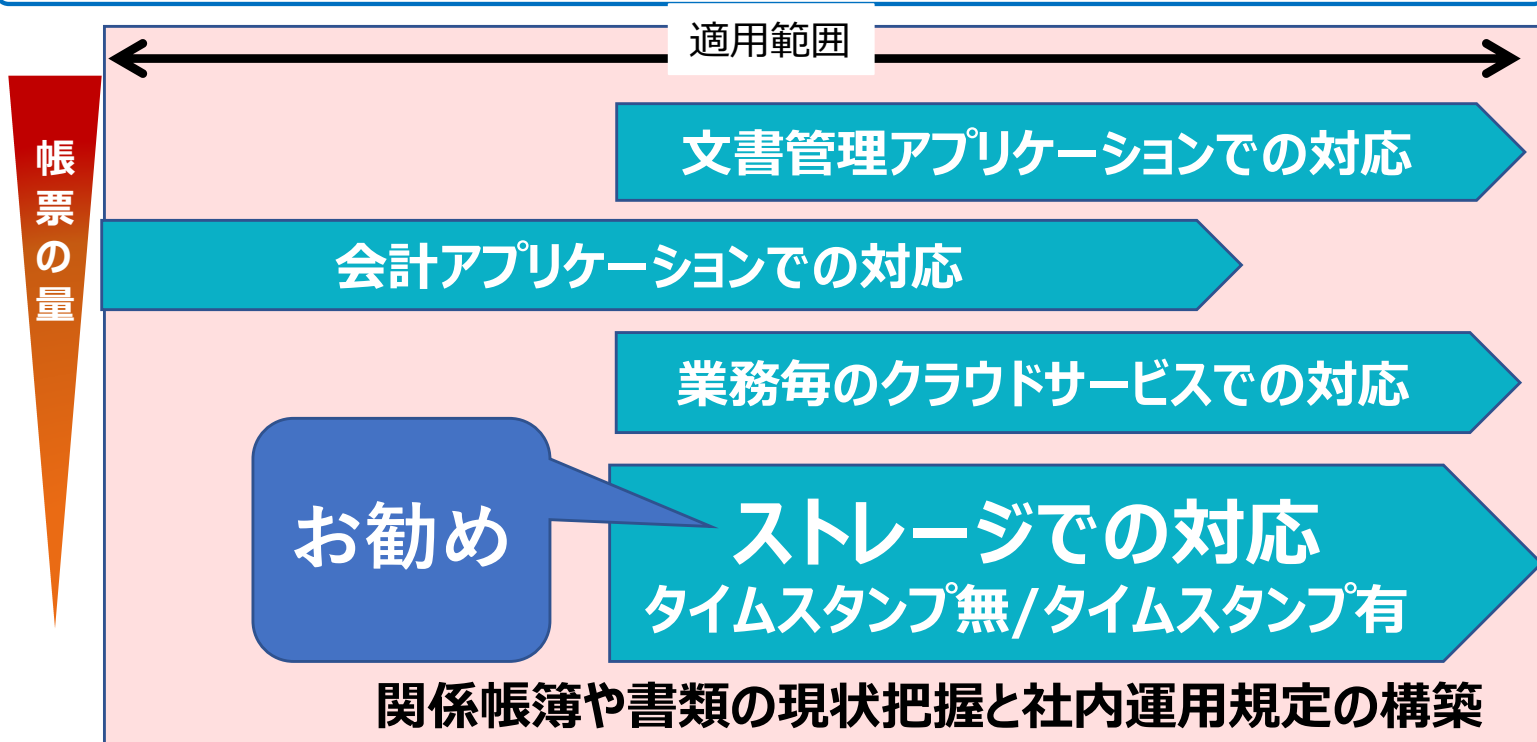 適用範囲
帳票の量
文書管理アプリケーションでの対応
会計アプリケーションでの対応
業務毎のクラウドサービスでの対応
お勧め
ストレージでの対応
タイムスタンプ無/タイムスタンプ有
関係帳簿や書類の現状把握と社内運用規定の構築